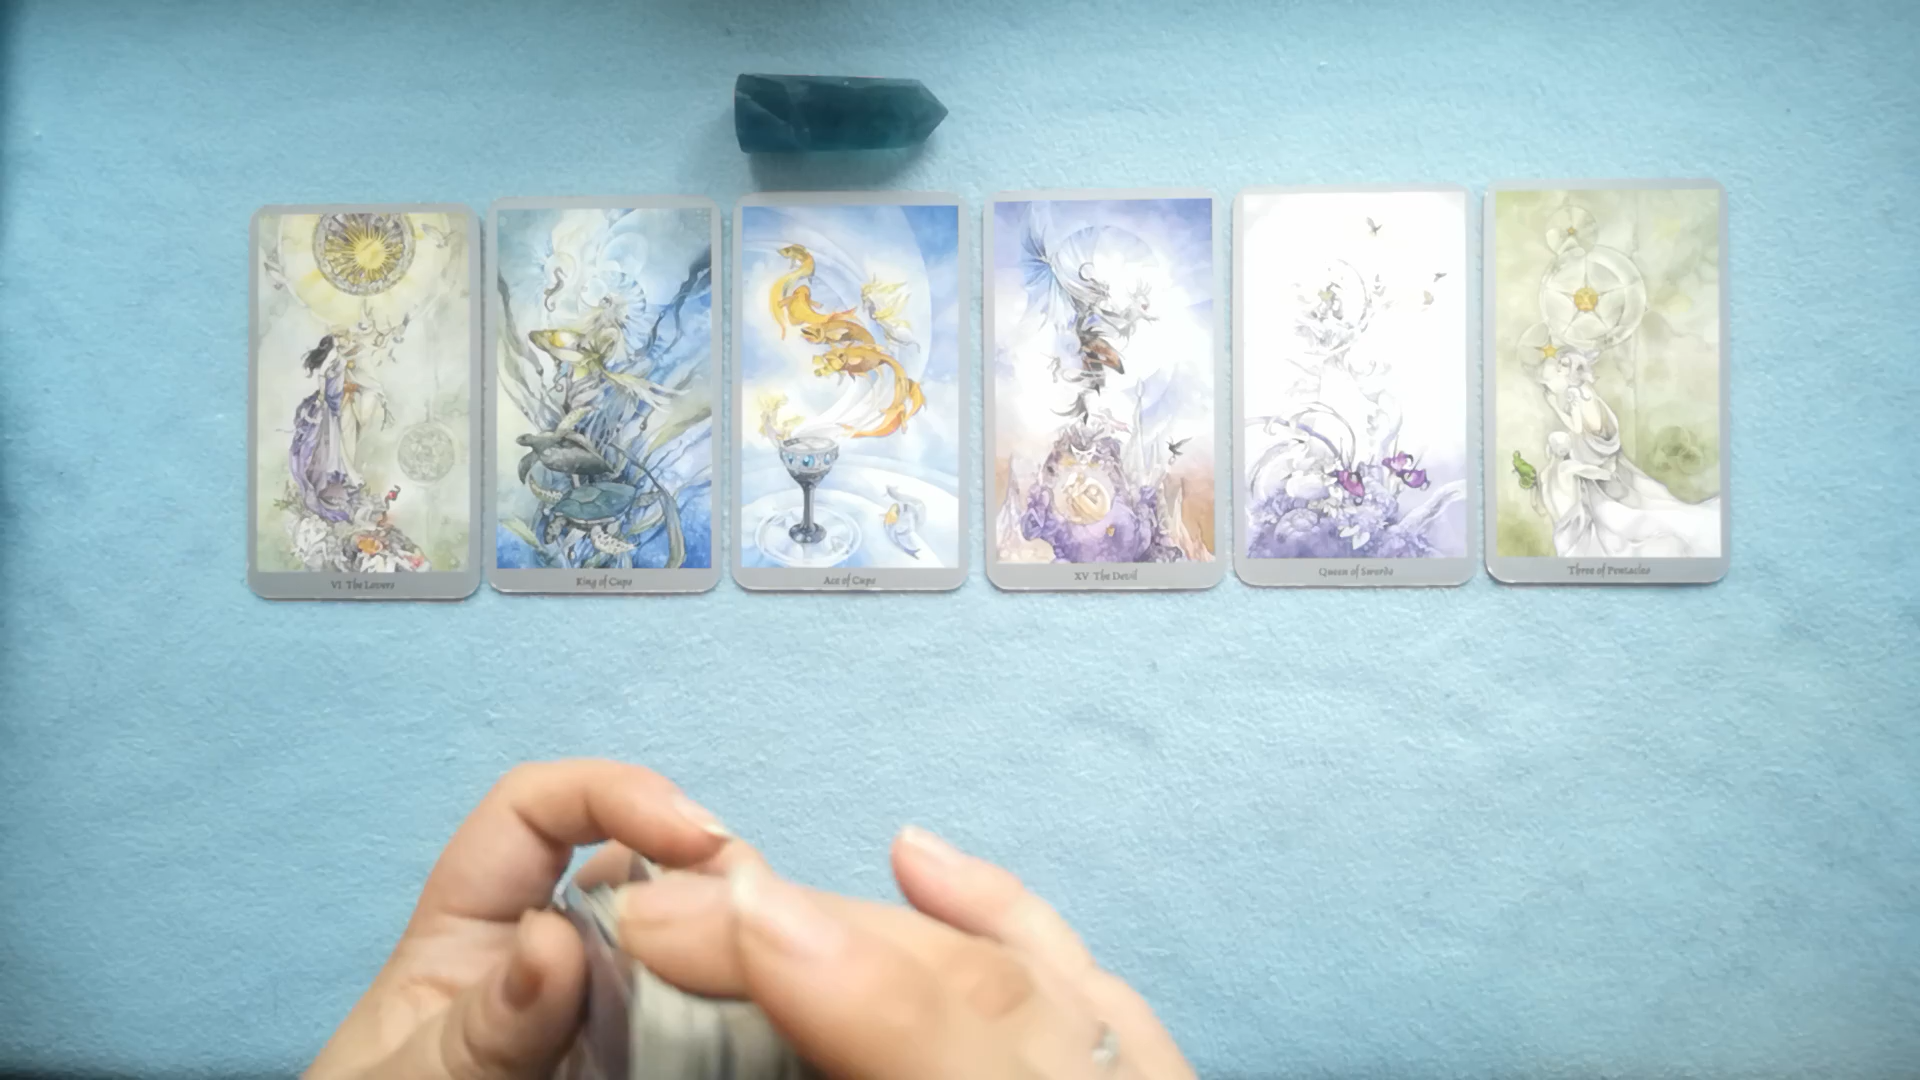 VI The Lovers
King of Cups
Ace of Cups
XV The Devil
Queen of Swords
Three of Pentacles